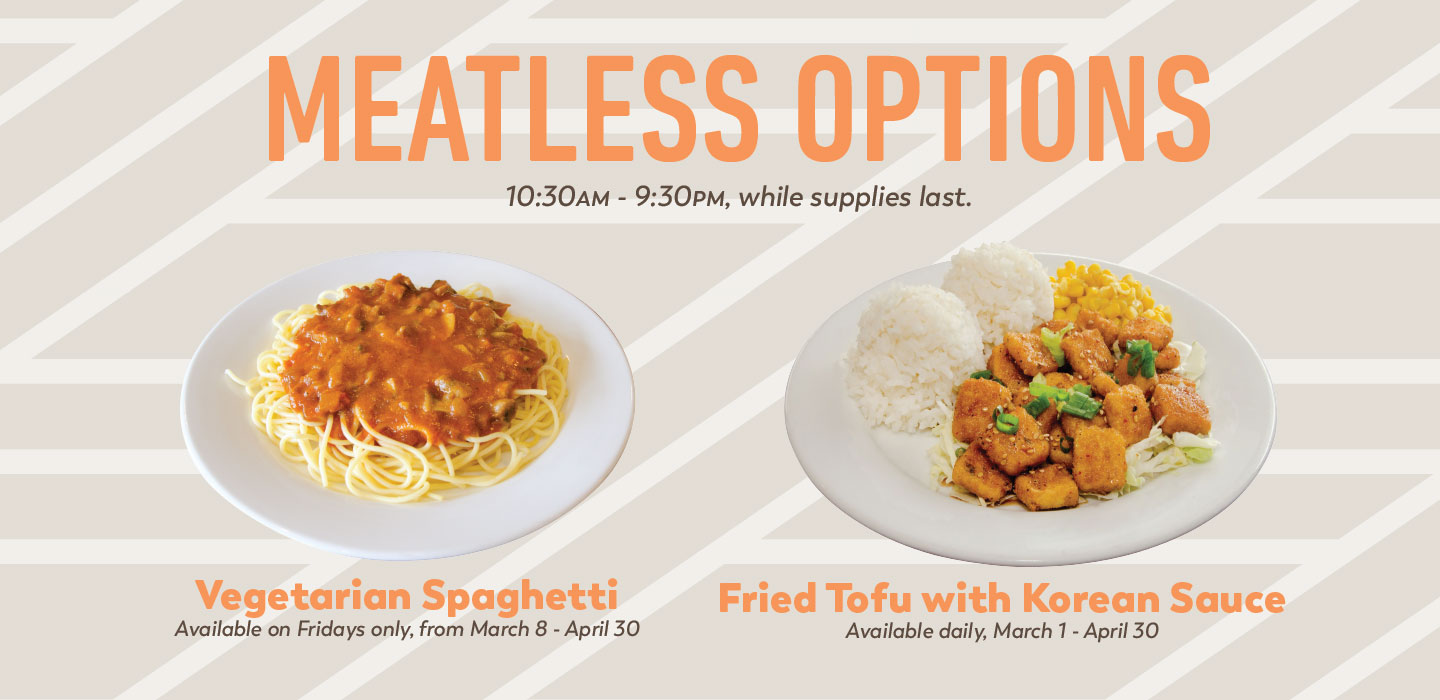 MEATLESS OPTIONS
10:30AM - 9:30PM, while supplies last.
Vegetarian Spaghetti
Available on Fridays only, from March 8 - April 30
Fried Tofu with Korean Sauce
Available daily, March 1 - April 30